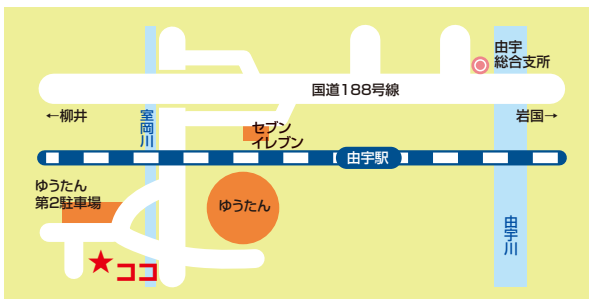 由宇
総合支所
国道188号線
←柳井
岩国→
室岡川
セブン
イレブン
由宇駅
ゆうたん
第2駐車場
ゆうたん
由宇川
★ココ